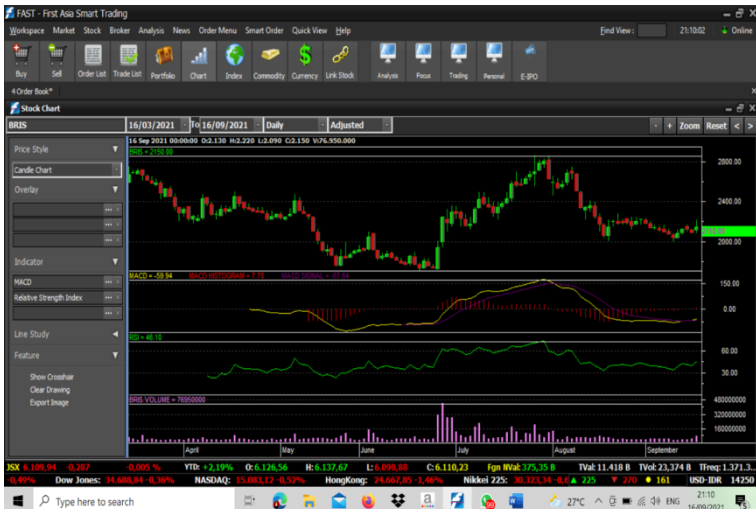 FAST - First Asia Smart Trading
Workspace Market Stock Broker Analysis News Order Menu Smart Order Quick View Help
Find View :
21:10:02
Online
Buy Sell Order List Trade List Portfolio Chart Index Commodity Currency Link Stock Analysis Focus Trading Personal E-IPO
4 Order Book*
Stock Chart
BRIS 16/03/2021 To 16/09/2021 Daily Adjusted - + Zoom Reset < >
16 Sep 2021 00:00:00 O:2.130 H:2.220 L:2.090 C:2.150 V:76.950.000
BRIS = 2150.00
Price Style
Candle Chart
Overlay
Indicator
MACD
Relative Strength Index
Line Study
Feature
Show Crosshair
Clear Drawing
Export Image
2800.00
2400.00
2000.00
MACD = -59.94 MACD HISTOGRAM = 7.70 MACD SIGNAL = -67.64
150.00
0.00
RSI = 46.10
60.00
30.00
BRIS.VOLUME = 76950000
480000000
320000000
160000000
April May June July August September
JSX 6.109,94 -0,287 -0,005 % YTD: +2,19% O:6.126,56 H:6.137,67 L:6.098,88 C:6.110,23 Fgn NVal: 375,35 B TVal: 11.418 B TVol: 23,374 B TFreq: 1.371.3...
-0,49% Dow Jones: 34.688,84 -0,36% NASDAQ: 15.083,12 -0,52% HongKong: 24.667,85 -1,46% Nikkei 225: 30.323,34 -0,6 225 270 161 USD-IDR 14250
Type here to search
27°C ENG
21:10
16/09/2021